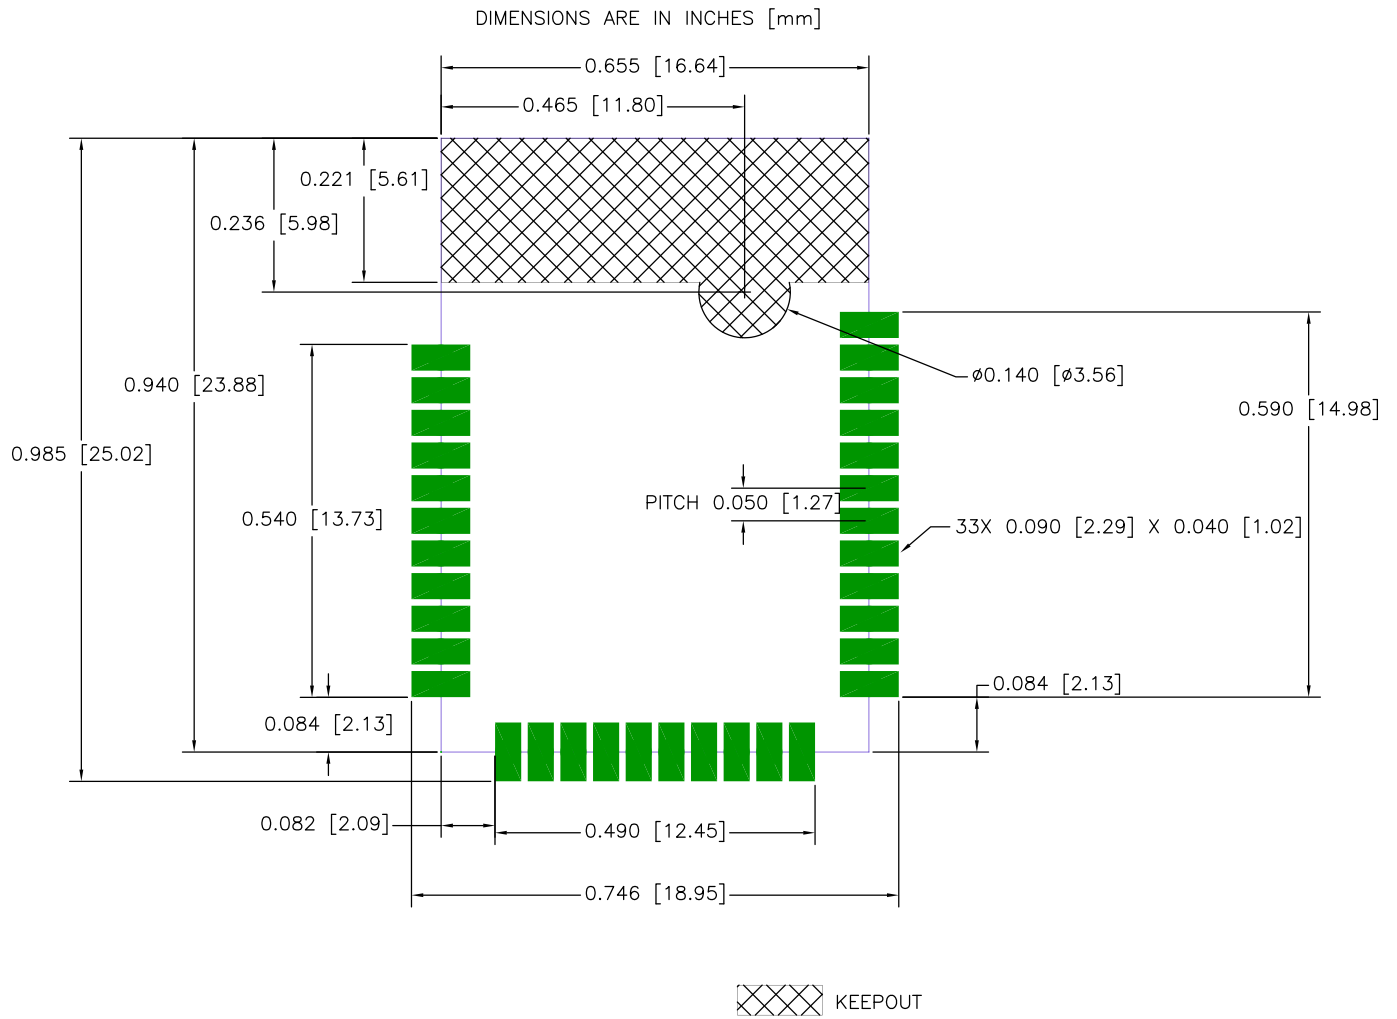 DIMENSIONS ARE IN INCHES [mm]
0.655 [16.64]
0.465 [11.80]
0.221 [5.61]
0.236 [5.98]
ø0.140 [ø3.56]
0.940 [23.88]
0.590 [14.98]
0.985 [25.02]
PITCH 0.050 [1.27]
0.540 [13.73]
33X 0.090 [2.29] X 0.040 [1.02]
0.084 [2.13]
0.084 [2.13]
0.082 [2.09]
0.490 [12.45]
0.746 [18.95]
KEEPOUT